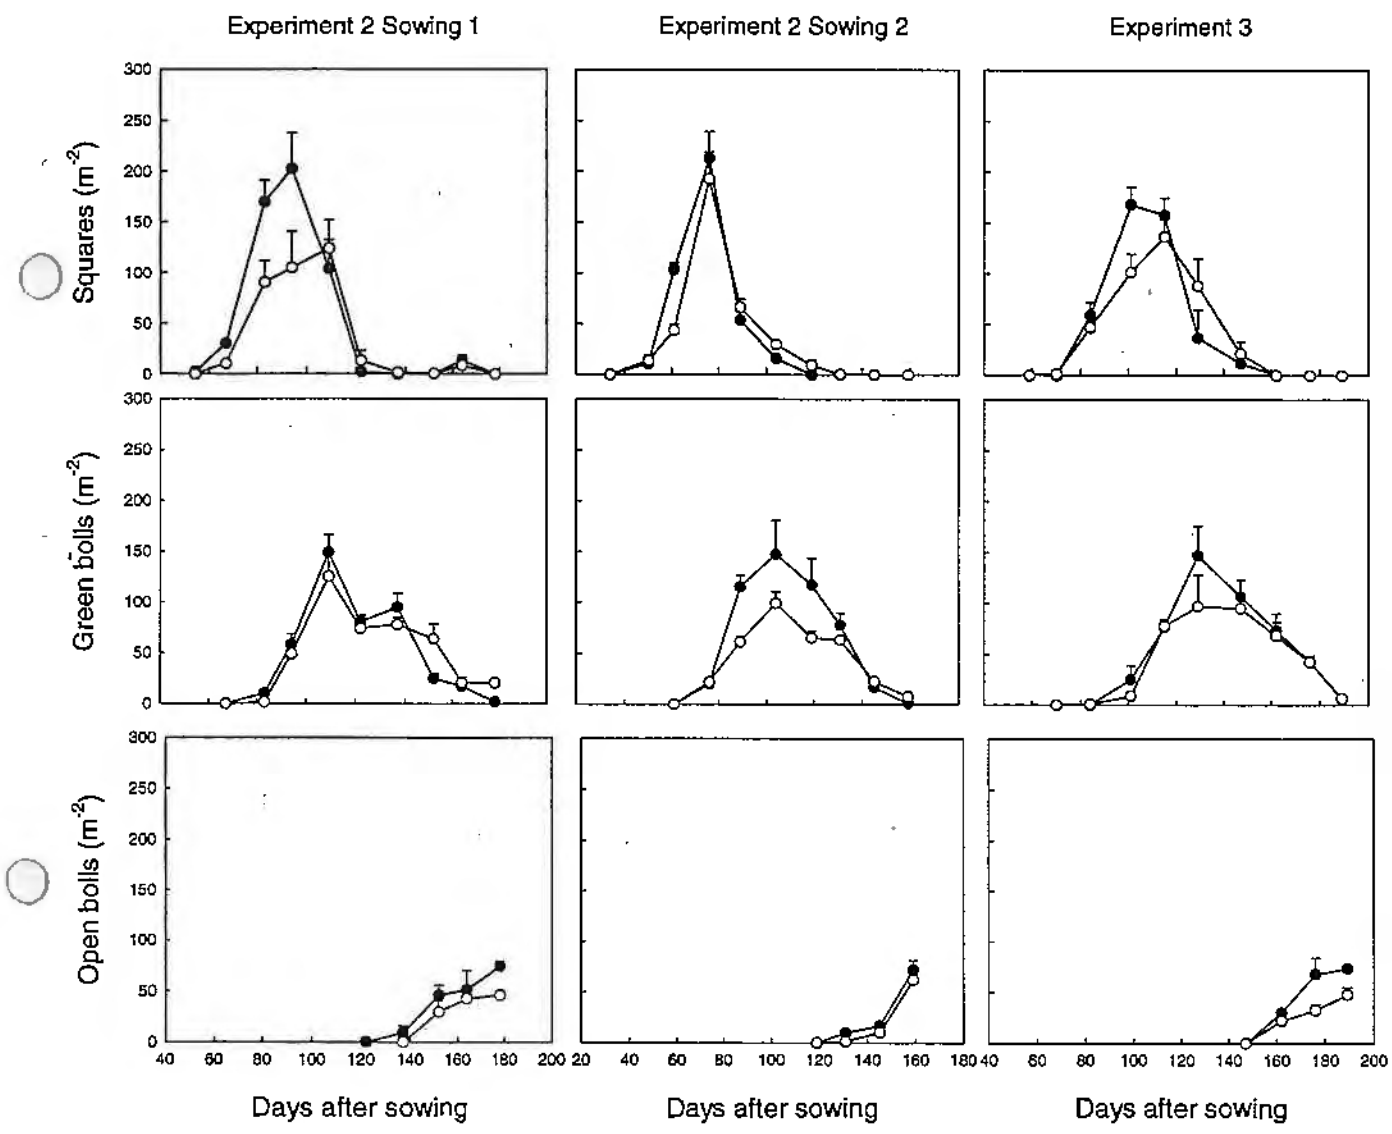 Experiment 2 Sowing 1
Experiment 2 Sowing 2
Experiment 3
Squares (m⁻²)
300
250
200
150
100
50
0
Green bolls (m⁻²)
300
250
200
150
100
50
0
Open bolls (m⁻²)
300
250
200
150
100
50
0
40 60 80 100 120 140 160 180 200
20 40 60 80 100 120 140 160 180
40 60 80 100 120 140 160 180 200
Days after sowing
Days after sowing
Days after sowing